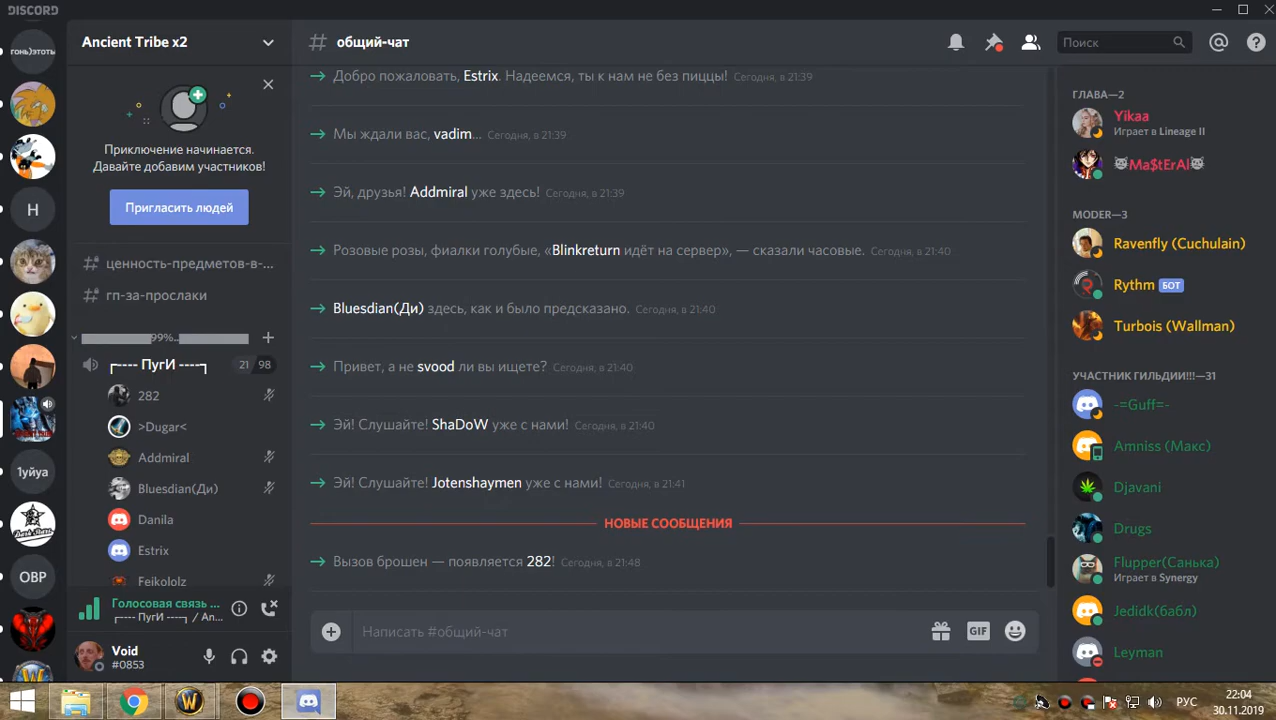 DISCORD
гонь)этоть
Н
1уйуа
ОВР
Ancient Tribe x2
Приключение начинается.
Давайте добавим участников!
Пригласить людей
# ценность-предметов-в-...
# гп-за-прослаки
99%..
┌---- ПугИ ----┐ 21 98
282
>Dugar<
Addmiral
Bluesdian(Ди)
Danila
Estrix
Feikololz
Голосовая связь ...
┌---- ПугИ ----┐ / An...
Void
#0853
# общий-чат
Поиск
Добро пожаловать, Estrix. Надеемся, ты к нам не без пиццы! Сегодня, в 21:39
Мы ждали вас, vadim... Сегодня, в 21:39
Эй, друзья! Addmiral уже здесь! Сегодня, в 21:39
Розовые розы, фиалки голубые, «Blinkreturn идёт на сервер», — сказали часовые. Сегодня, в 21:40
Bluesdian(Ди) здесь, как и было предсказано. Сегодня, в 21:40
Привет, а не svood ли вы ищете? Сегодня, в 21:40
Эй! Слушайте! ShaDoW уже с нами! Сегодня, в 21:40
Эй! Слушайте! Jotenshaymen уже с нами! Сегодня, в 21:41
НОВЫЕ СООБЩЕНИЯ
Вызов брошен — появляется 282! Сегодня, в 21:48
Написать #общий-чат
GIF
ГЛАВА—2
Yikaa
Играет в Lineage II
Ma$tErAl
MODER—3
Ravenfly (Cuchulain)
Rythm БОТ
Turbois (Wallman)
УЧАСТНИК ГИЛЬДИИ!!!—31
-=Guff=-
Amniss (Макс)
Djavani
Drugs
Flupper(Санька)
Играет в Synergy
Jedidk(бабл)
Leyman
РУС
22:04
30.11.2019